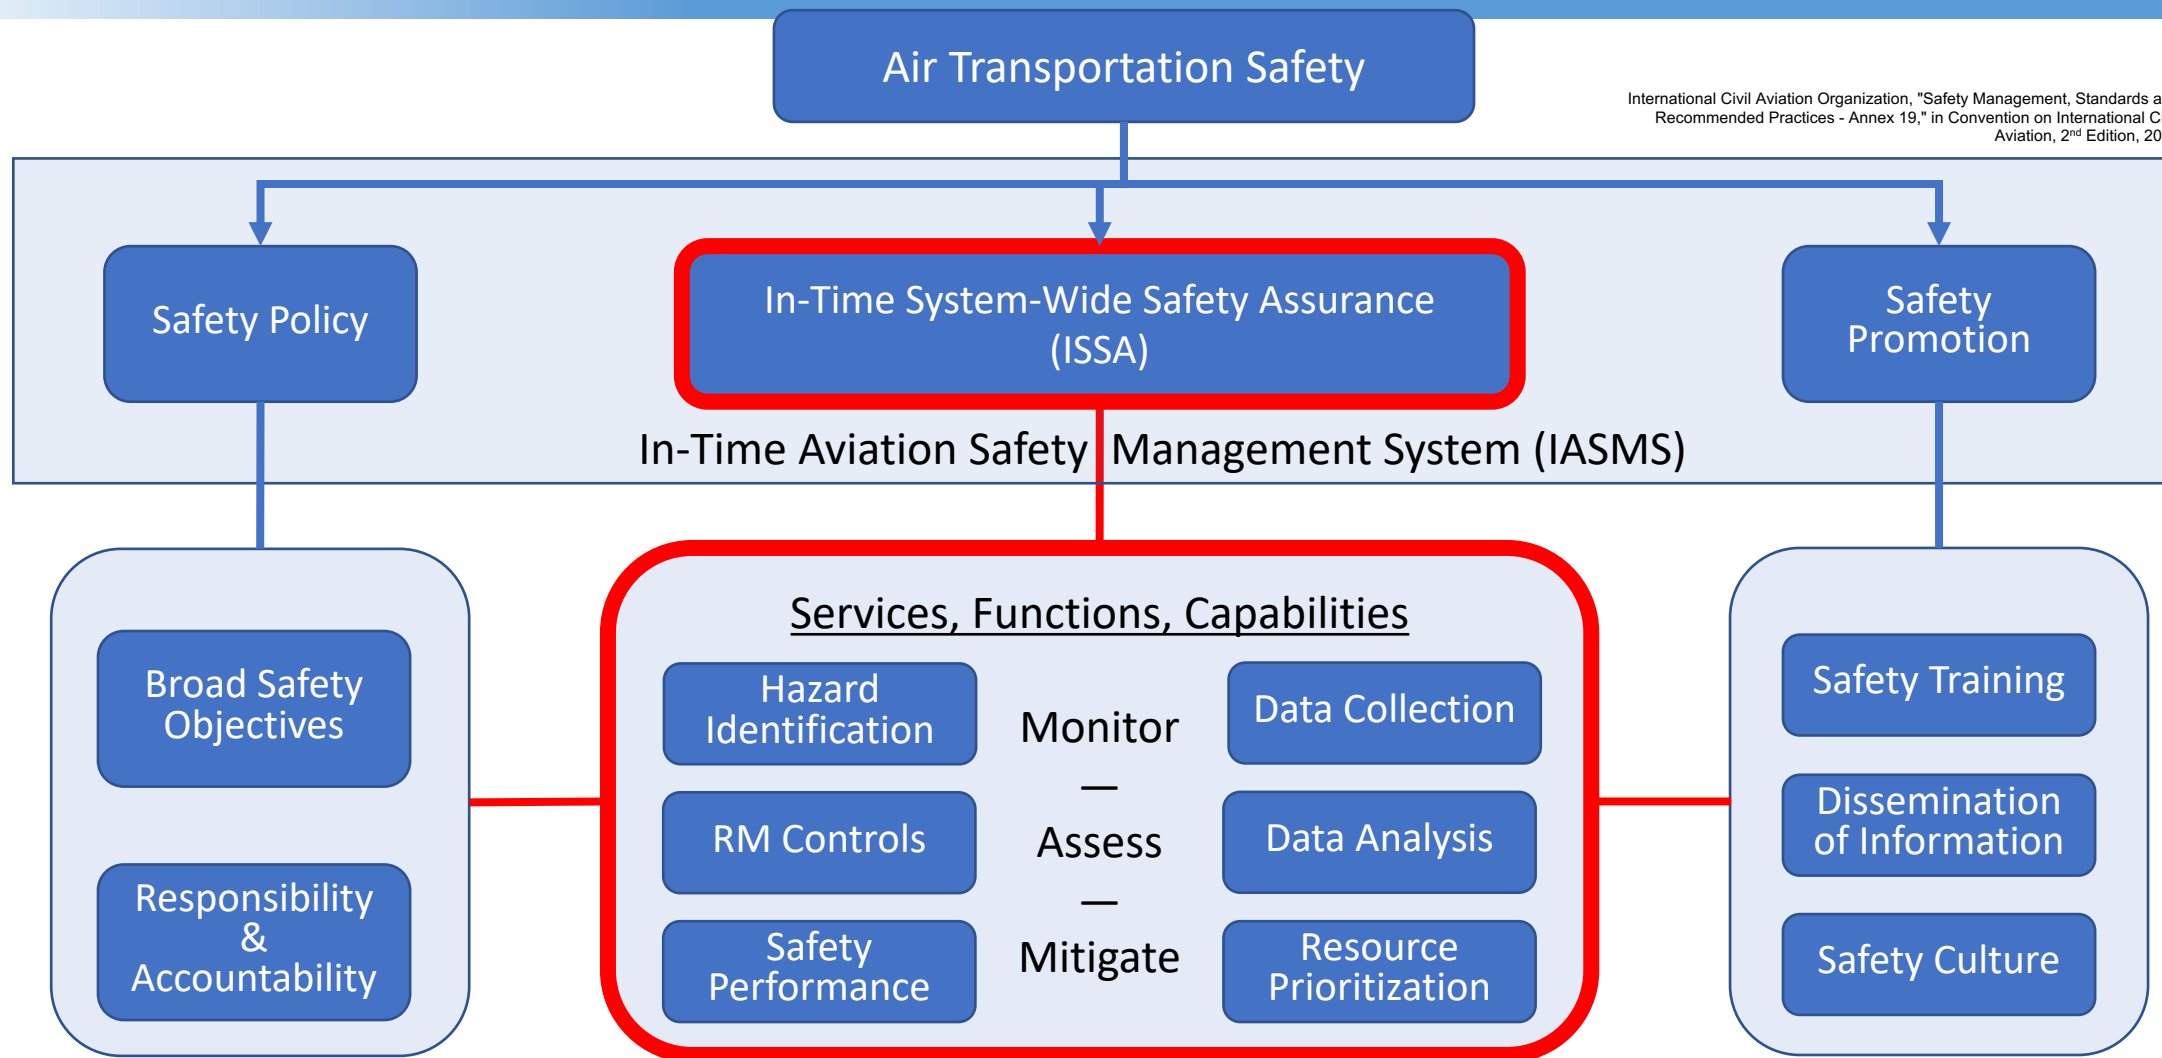 Air Transportation Safety
International Civil Aviation Organization, "Safety Management, Standards a
Recommended Practices - Annex 19," in Convention on International Ci
Aviation, 2nd Edition, 20
Safety Policy
In-Time System-Wide Safety Assurance
(ISSA)
Safety
Promotion
In-Time Aviation Safety Management System (IASMS)
Broad Safety
Objectives
Responsibility
&
Accountability
Services, Functions, Capabilities
Hazard
Identification
RM Controls
Safety
Performance
Monitor
—
Assess
—
Mitigate
Data Collection
Data Analysis
Resource
Prioritization
Safety Training
Dissemination
of Information
Safety Culture